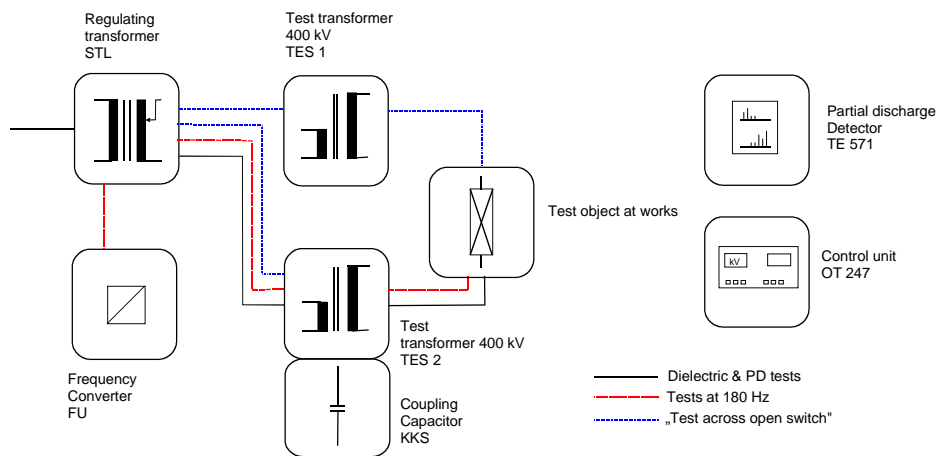 Regulating
transformer
STL
Test transformer
400 kV
TES 1
Partial discharge
Detector
TE 571
Test object at works
kV
Control unit
OT 247
Test
transformer 400 kV
TES 2
Frequency
Converter
FU
Coupling
Capacitor
KKS
Dielectric & PD tests
Tests at 180 Hz
„Test across open switch"